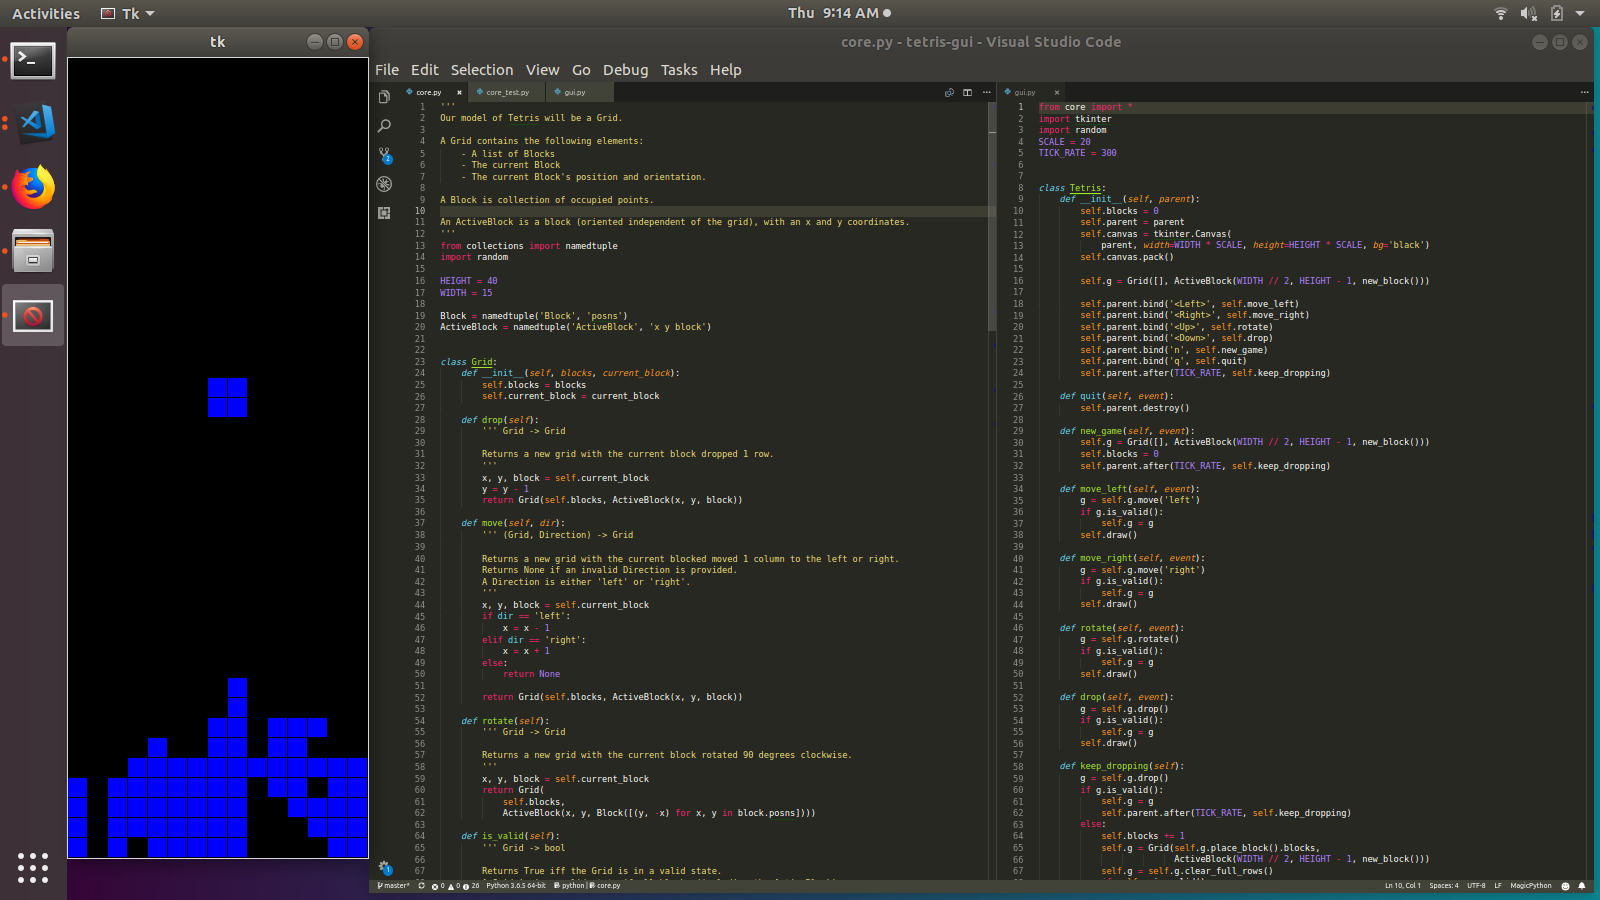 Activities
Tk
Thu 9:14 AM
tk
core.py - tetris-gui - Visual Studio Code
File Edit Selection View Go Debug Tasks Help
core.py
core_test.py
gui.py
1 '''
2 Our model of Tetris will be a Grid.
3
4 A Grid contains the following elements:
5 - A list of Blocks
6 - The current Block
7 - The current Block's position and orientation.
8
9 A Block is collection of occupied points.
10
11 An ActiveBlock is a block (oriented independent of the grid), with an x and y coordinates.
12 '''
13 from collections import namedtuple
14 import random
15
16 HEIGHT = 40
17 WIDTH = 15
18
19 Block = namedtuple('Block', 'posns')
20 ActiveBlock = namedtuple('ActiveBlock', 'x y block')
21
22
23 class Grid:
24 def __init__(self, blocks, current_block):
25 self.blocks = blocks
26 self.current_block = current_block
27
28 def drop(self):
29 ''' Grid -> Grid
30
31 Returns a new grid with the current block dropped 1 row.
32 '''
33 x, y, block = self.current_block
34 y = y - 1
35 return Grid(self.blocks, ActiveBlock(x, y, block))
36
37 def move(self, dir):
38 ''' (Grid, Direction) -> Grid
39
40 Returns a new grid with the current blocked moved 1 column to the left or right.
41 Returns None if an invalid Direction is provided.
42 A Direction is either 'left' or 'right'.
43 '''
44 x, y, block = self.current_block
45 if dir == 'left':
46 x = x - 1
47 elif dir == 'right':
48 x = x + 1
49 else:
50 return None
51
52 return Grid(self.blocks, ActiveBlock(x, y, block))
53
54 def rotate(self):
55 ''' Grid -> Grid
56
57 Returns a new grid with the current block rotated 90 degrees clockwise.
58 '''
59 x, y, block = self.current_block
60 return Grid(
61 self.blocks,
62 ActiveBlock(x, y, Block([(y, -x) for x, y in block.posns])))
63
64 def is_valid(self):
65 ''' Grid -> bool
66
67 Returns True iff the Grid is in a valid state.
gui.py
1 from core import *
2 import tkinter
3 import random
4 SCALE = 20
5 TICK_RATE = 300
6
7
8 class Tetris:
9 def __init__(self, parent):
10 self.blocks = 0
11 self.parent = parent
12 self.canvas = tkinter.Canvas(
13 parent, width=WIDTH * SCALE, height=HEIGHT * SCALE, bg='black')
14 self.canvas.pack()
15
16 self.g = Grid([], ActiveBlock(WIDTH // 2, HEIGHT - 1, new_block()))
17
18 self.parent.bind('<Left>', self.move_left)
19 self.parent.bind('<Right>', self.move_right)
20 self.parent.bind('<Up>', self.rotate)
21 self.parent.bind('<Down>', self.drop)
22 self.parent.bind('n', self.new_game)
23 self.parent.bind('q', self.quit)
24 self.parent.after(TICK_RATE, self.keep_dropping)
25
26 def quit(self, event):
27 self.parent.destroy()
28
29 def new_game(self, event):
30 self.g = Grid([], ActiveBlock(WIDTH // 2, HEIGHT - 1, new_block()))
31 self.blocks = 0
32 self.parent.after(TICK_RATE, self.keep_dropping)
33
34 def move_left(self, event):
35 g = self.g.move('left')
36 if g.is_valid():
37 self.g = g
38 self.draw()
39
40 def move_right(self, event):
41 g = self.g.move('right')
42 if g.is_valid():
43 self.g = g
44 self.draw()
45
46 def rotate(self, event):
47 g = self.g.rotate()
48 if g.is_valid():
49 self.g = g
50 self.draw()
51
52 def drop(self, event):
53 g = self.g.drop()
54 if g.is_valid():
55 self.g = g
56 self.draw()
57
58 def keep_dropping(self):
59 g = self.g.drop()
60 if g.is_valid():
61 self.g = g
62 self.parent.after(TICK_RATE, self.keep_dropping)
63 else:
64 self.blocks += 1
65 self.g = Grid(self.g.place_block().blocks,
66 ActiveBlock(WIDTH // 2, HEIGHT - 1, new_block()))
67 self.g = self.g.clear_full_rows()
2
1
master* 0 0 26 Python 3.6.5 64-bit python | core.py
Ln 10, Col 1 Spaces: 4 UTF-8 LF MagicPython